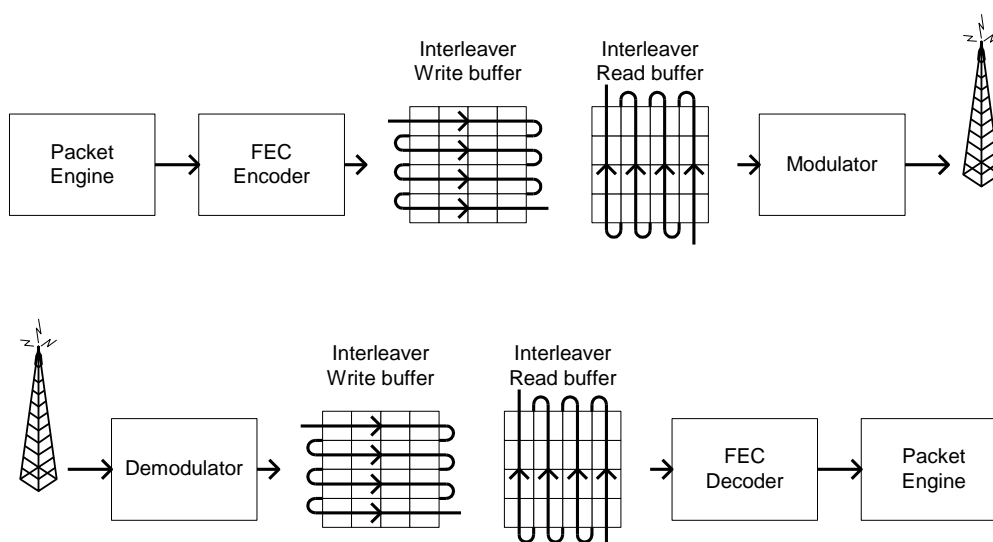 Interleaver
Write buffer
Interleaver
Read buffer
Packet
Engine
FEC
Encoder
Modulator
Interleaver
Write buffer
Interleaver
Read buffer
Demodulator
FEC
Decoder
Packet
Engine